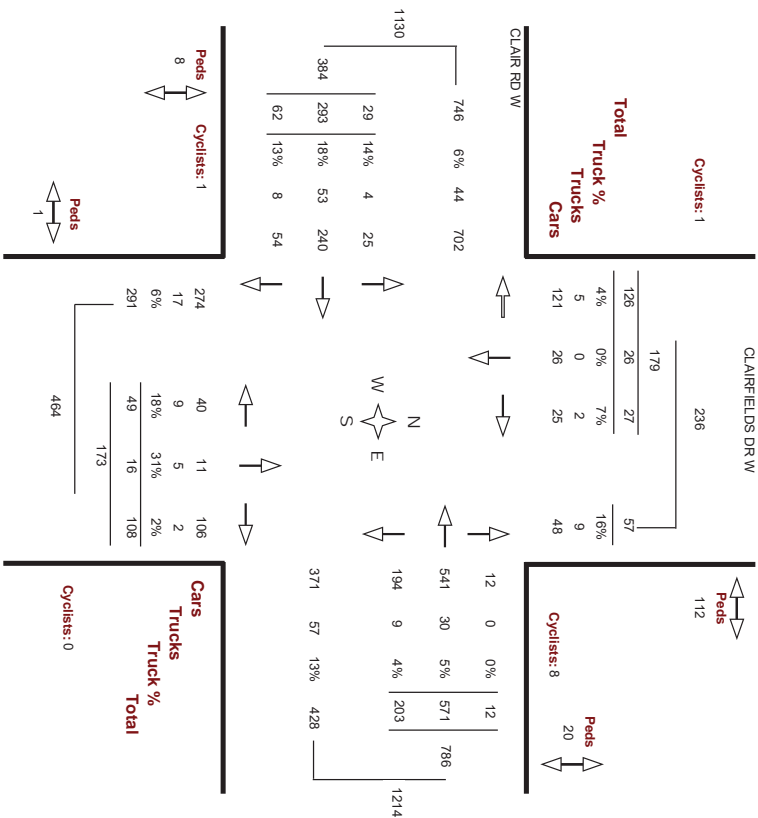 CLAIRFIELDS DR W
Cyclists: 1
236
Peds
112
179
Total
126 26 27 57
Truck %
4% 0% 7% 16%
Trucks
5 0 2 9
Cars
121 26 25 48
Peds
20
Cyclists: 8
CLAIR RD W
12 0 0% 12
541 30 5% 571
786
194 9 4% 203
371 57 13% 428
1214
746 6% 44 702
1130
29 14% 4 25
384
293 18% 53 240
62 13% 8 54
N
W E
S
Peds
8
Cyclists: 1
Peds
1
274 40 11 106
Cars
17 9 5 2
Trucks
6% 18% 31% 2%
Truck %
291 49 16 108
Total
173
464
Cyclists: 0